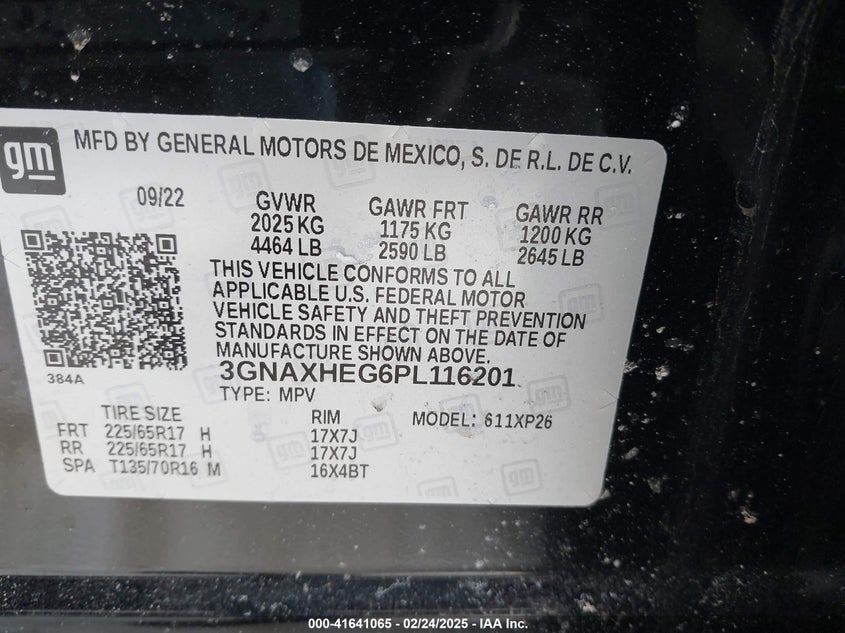 gm
MFD BY GENERAL MOTORS DE MEXICO, S. DE R.L. DE C.V.
09/22
GVWR
2025 KG
4464 LB
GAWR FRT
1175 KG
2590 LB
GAWR RR
1200 KG
2645 LB
THIS VEHICLE CONFORMS TO ALL
APPLICABLE U.S. FEDERAL MOTOR
VEHICLE SAFETY AND THEFT PREVENTION
STANDARDS IN EFFECT ON THE DATE OF
MANUFACTURE SHOWN ABOVE.
384A
3GNAXHEG6PL116201
TYPE: MPV
TIRE SIZE RIM MODEL: 611XP26
FRT 225/65R17 H 17X7J
RR 225/65R17 H 17X7J
SPA T135/70R16 M 16X4BT
000-41641065 - 02/24/2025 - IAA Inc.